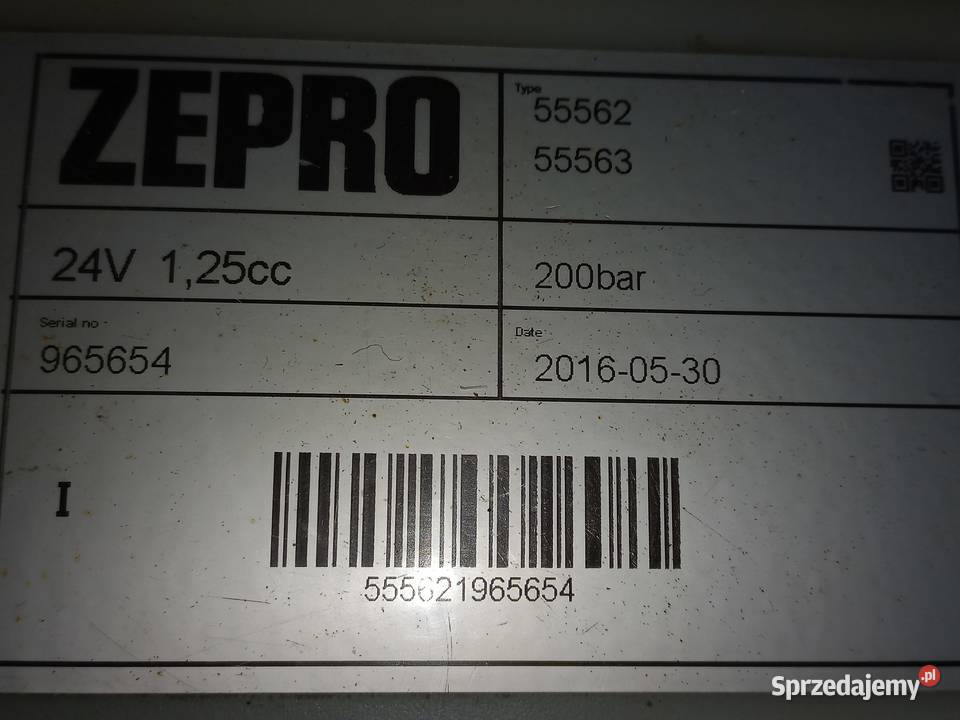 ZEPRO
Type
55562
55563
24V 1,25cc
200bar
Serial no
965654
Date
2016-05-30
I
555621965654
Sprzedajemy.pl